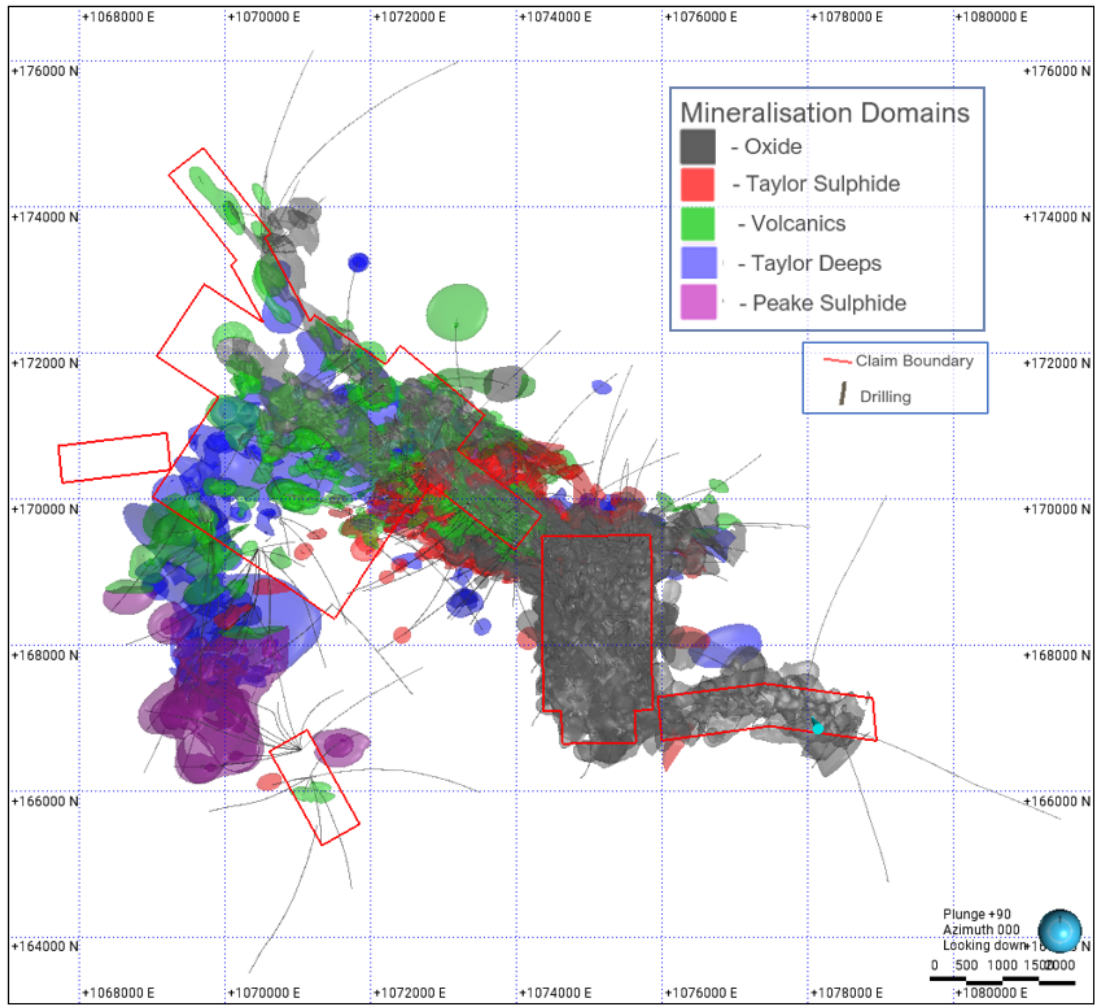 +1068000 E +1070000 E +1072000 E +1074000 E +1076000 E +1078000 E +1080000 E
+176000 N +176000 N
Mineralisation Domains
- Oxide
- Taylor Sulphide
+174000 N +174000 N
- Volcanics
- Taylor Deeps
- Peake Sulphide
+172000 N +172000 N
Claim Boundary
Drilling
+170000 N +170000 N
+168000 N +168000 N
+166000 N +166000 N
Plunge +90
Azimuth 000
+164000 N Looking down
0 500 1000 1500 2000
+1068000 E +1070000 E +1072000 E +1074000 E +1076000 E +1078000 E +1080000 E